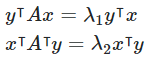 y⊺Ax = λ₁y⊺x
x⊺A⊺y = λ₂x⊺y